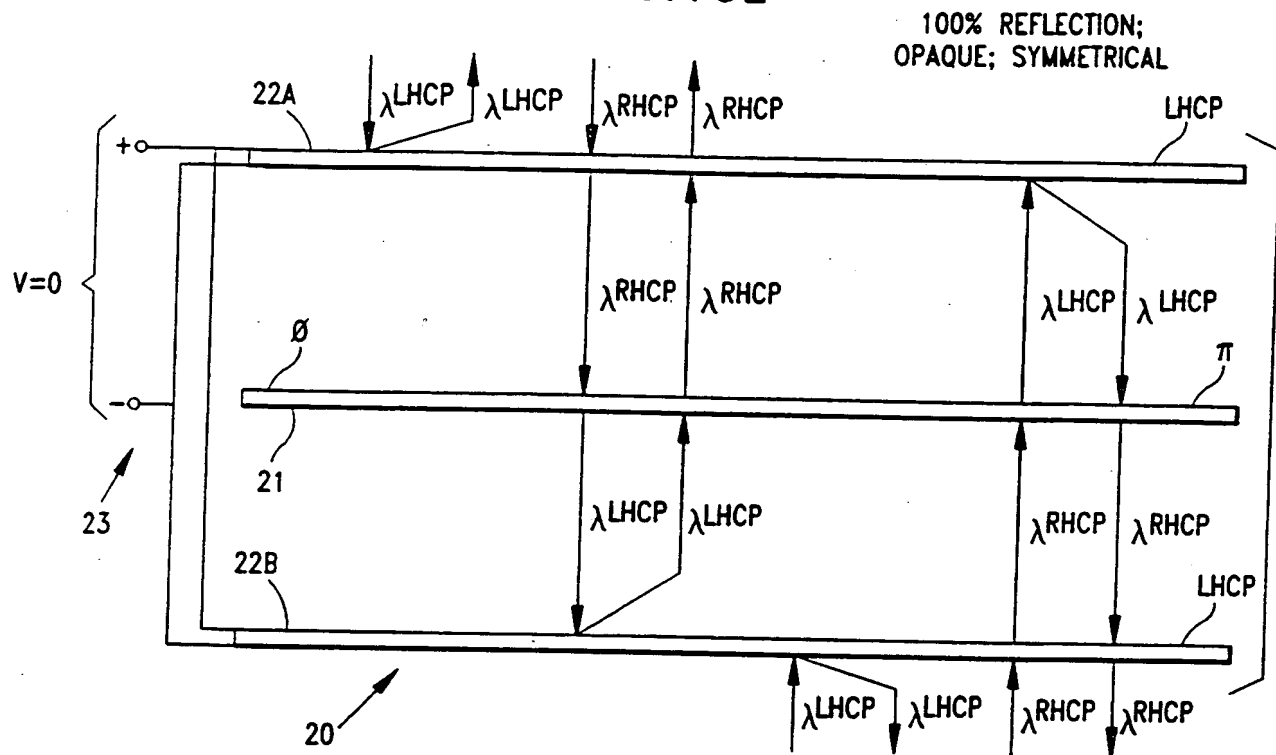 100% REFLECTION;
OPAQUE; SYMMETRICAL
22A
λLHCP
λLHCP
λRHCP
λRHCP
LHCP
+
V=0
λRHCP
λRHCP
λLHCP
λLHCP
Ø
π
-
21
23
λLHCP
λLHCP
λRHCP
λRHCP
22B
LHCP
λLHCP
λLHCP
λRHCP
λRHCP
20